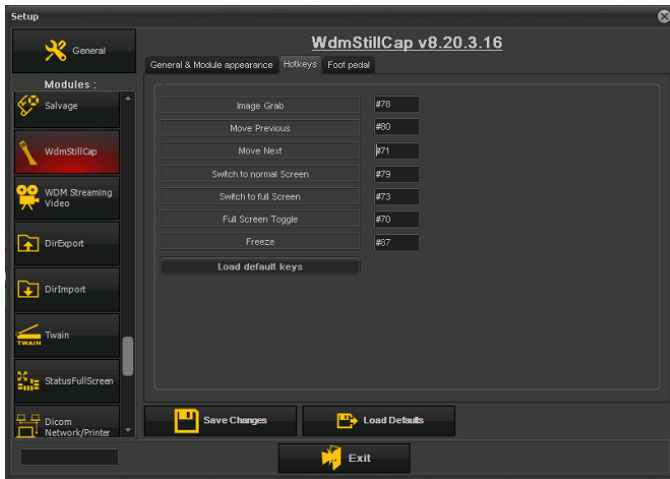 Setup
General
WdmStillCap v8.20.3.16
General & Module appearance Hotkeys Foot pedal
Modules :
Salvage
WdmStillCap
WDM Streaming
Video
DirExport
DirImport
TWAIN Twain
StatusFullScreen
Dicom
Network/Printer
Image Grab #78
Move Previous #80
Move Next #71
Switch to normal Screen #79
Switch to full Screen #73
Full Screen Toggle #70
Freeze #87
Load default keys
Save Changes Load Defaults
Exit